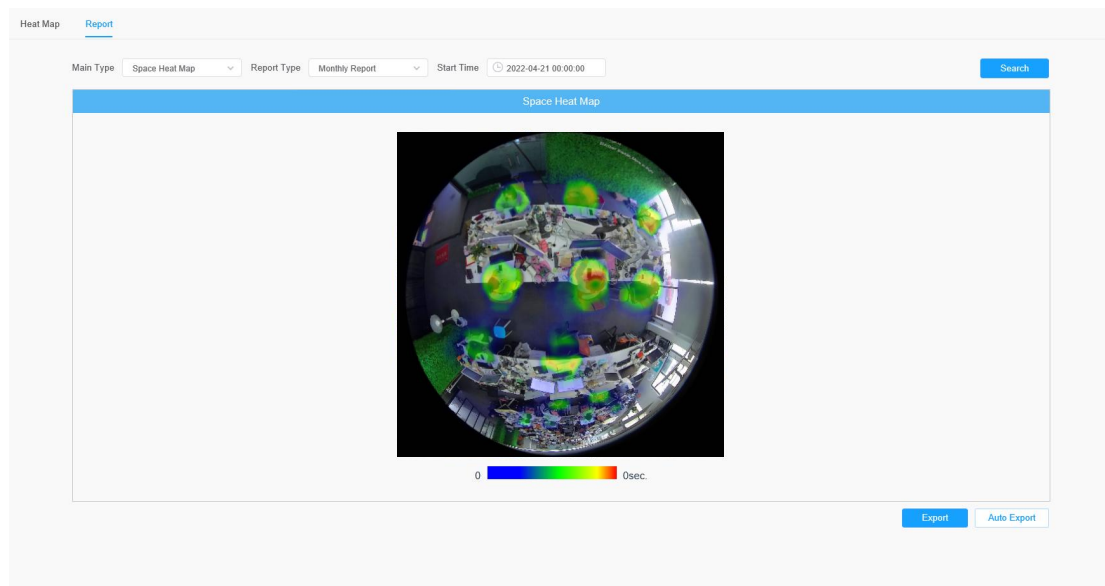 Heat Map Report
Main Type Space Heat Map Report Type Monthly Report Start Time 2022-04-21 00:00:00 Search
Space Heat Map
0 0sec.
Export Auto Export